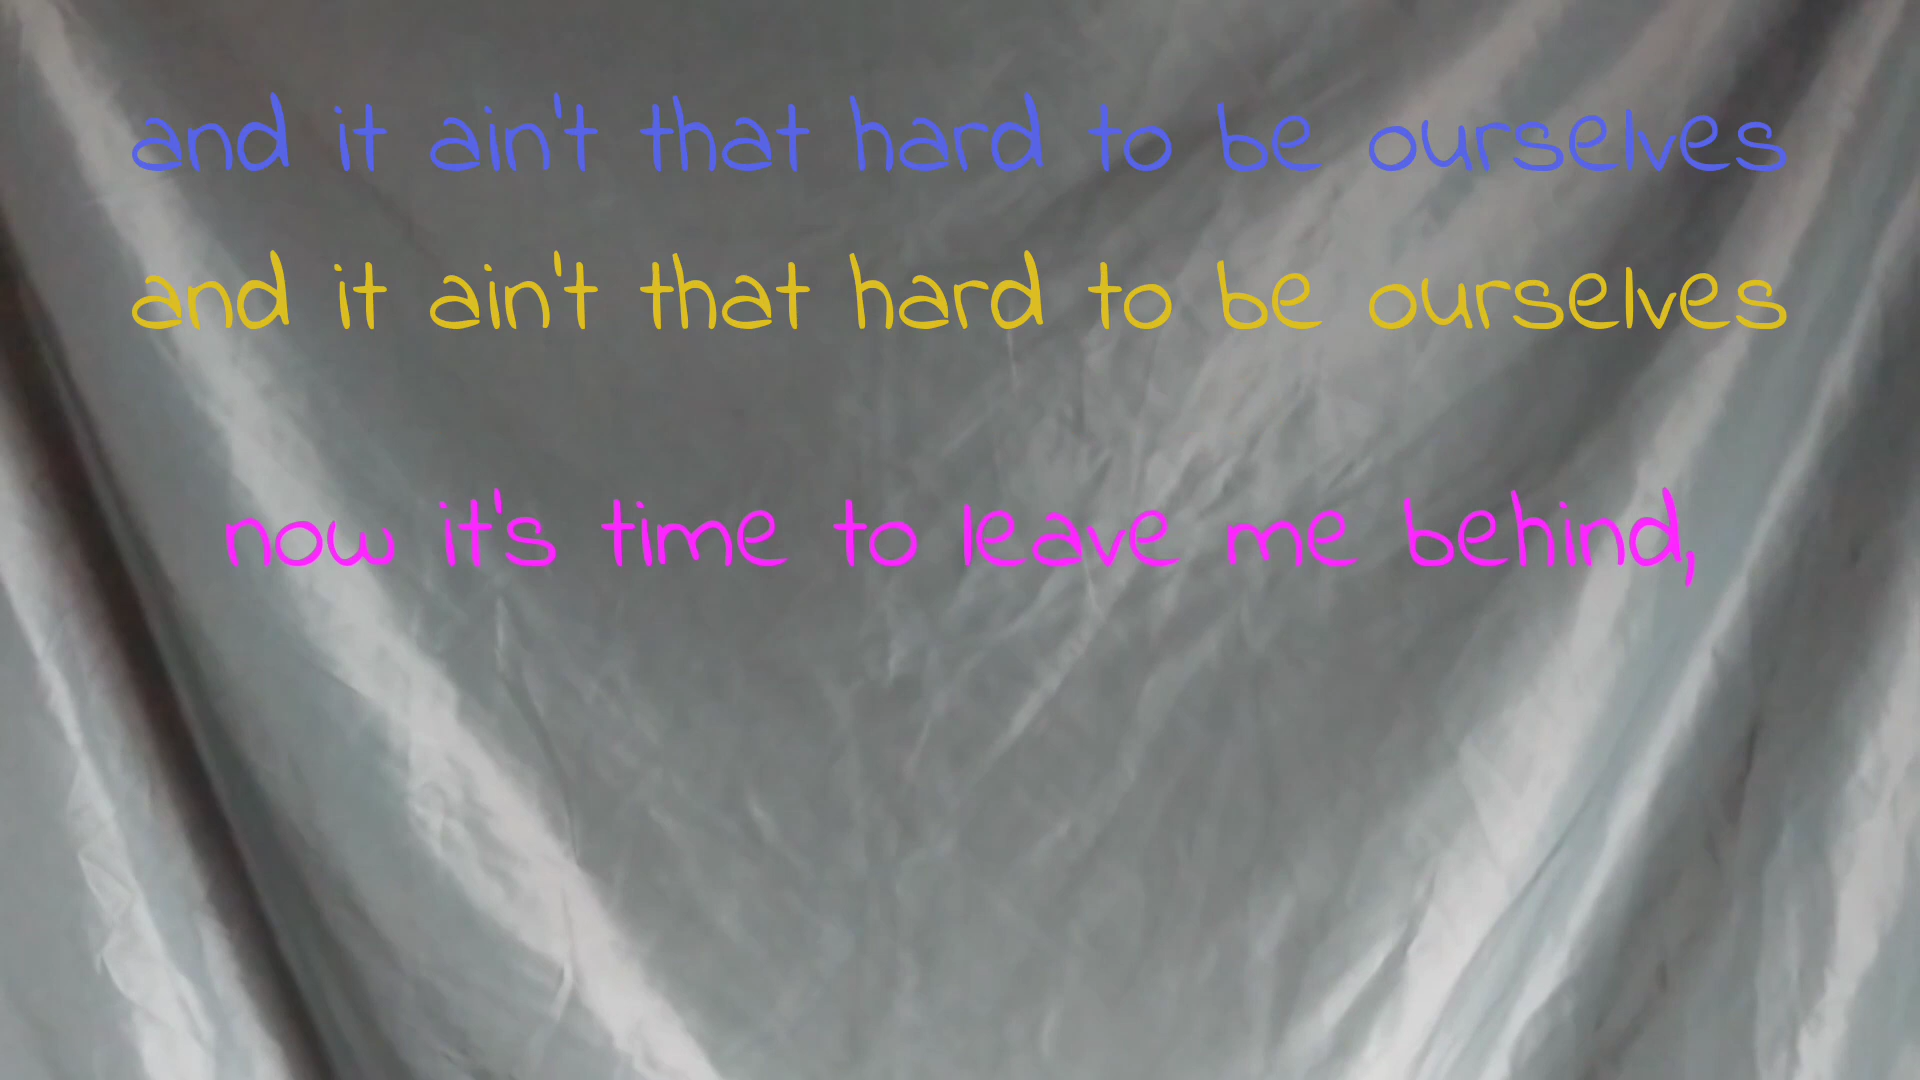 and it ain't that hard to be ourselves
and it ain't that hard to be ourselves
now it's time to leave me behind,